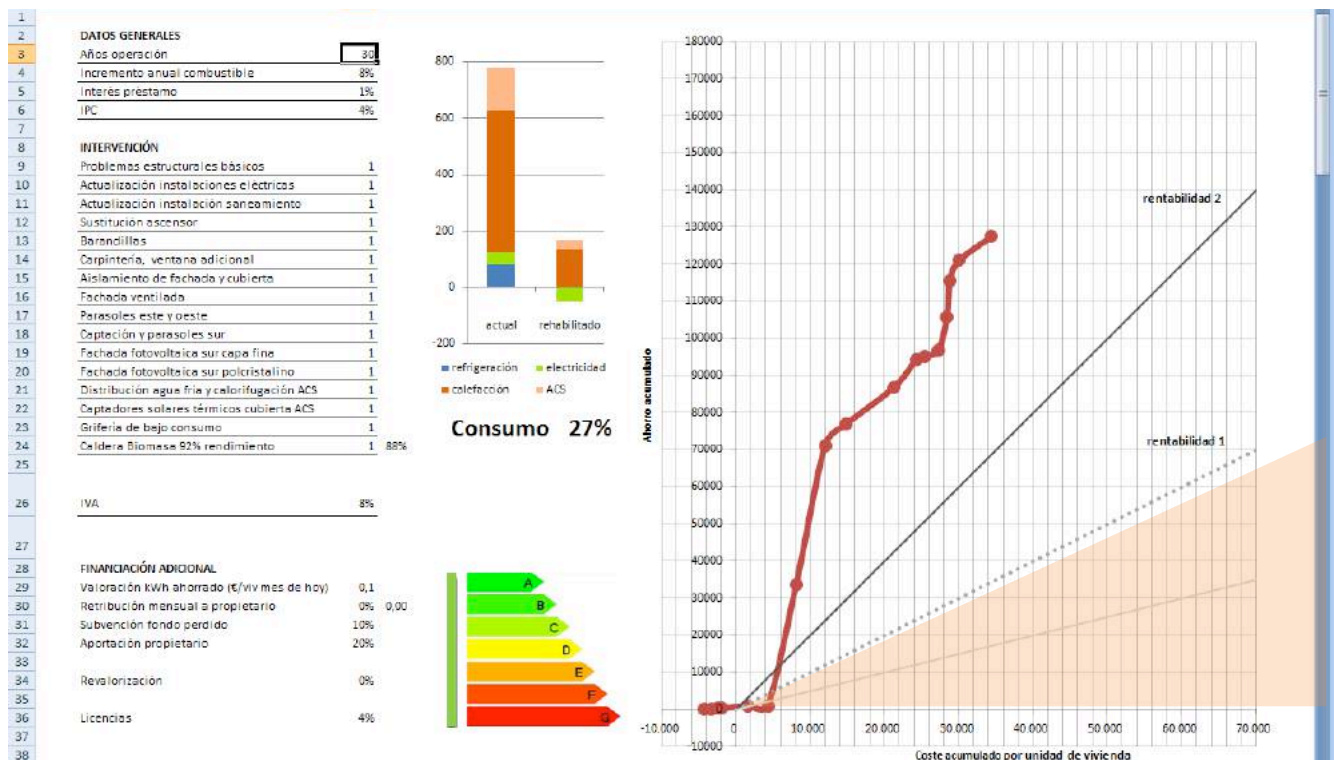 1
2 DATOS GENERALES
3 Años operación 30
4 Incremento anual combustible 8%
5 Interés préstamo 1%
6 IPC 4%
7
8 INTERVENCIÓN
9 Problemas estructurales básicos 1
10 Actualización instalaciones eléctricas 1
11 Actualización instalación saneamiento 1
12 Sustitución ascensor 1
13 Barandillas 1
14 Carpintería, ventana adicional 1
15 Aislamiento de fachada y cubierta 1
16 Fachada ventilada 1
17 Parasoles este y oeste 1
18 Captación y parasoles sur 1
19 Fachada fotovoltaica sur capa fina 1
20 Fachada fotovoltaica sur polcristalino 1
21 Distribución agua fria y calorifugación ACS 1
22 Captadores solares térmicos cubierta ACS 1
23 Grifería de bajo consumo 1
24 Caldera Biomasa 92% rendimiento 1 88%
25
26 IVA 8%
27
28 FINANCIACIÓN ADICIONAL
29 Valoración kWh ahorrado (€/viv mes de hoy) 0,1
30 Retribución mensual a propietario 0% 0,00
31 Subvención fondo perdido 10%
32 Aportación propietario 20%
33
34 Revalorización 0%
35
36 Licencias 4%
37
38
800
600
400
200
0
-200
actual rehabilitado
refrigeración electricidad
calefacción ACS
Consumo 27%
A
B
C
D
E
F
G
180000
170000
160000
150000
140000
130000
120000
110000
100000
90000
80000
70000
60000
50000
40000
30000
20000
10000
0
-10000
Ahorro acumulado
rentabilidad 2
rentabilidad 1
-10.000 0 10.000 20.000 30.000 40.000 50.000 60.000 70.000
Coste acumulado por unidad de vivienda